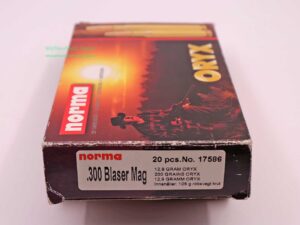 ORYX
norma
norma
20 pcs.No. 17586
.300 Blaser Mag
12,9 GRAM ORYX
200 GRAINS ORYX
12,9 GRAMM ORYX